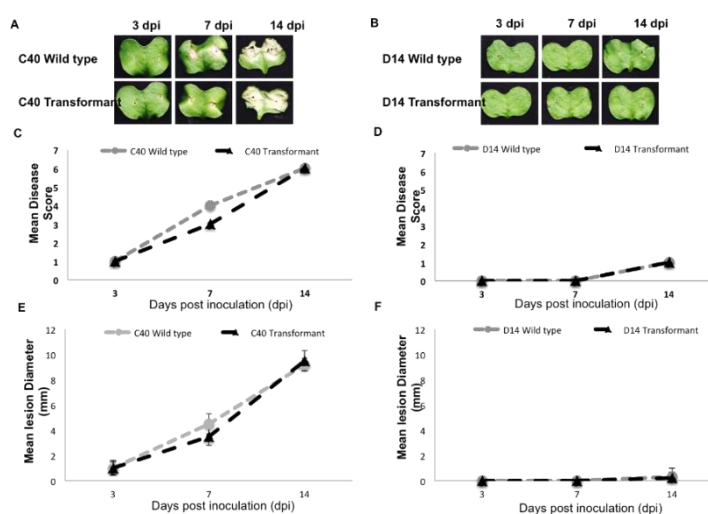 A
3 dpi 7 dpi 14 dpi
C40 Wild type
C40 Transformant
B
3 dpi 7 dpi 14 dpi
D14 Wild type
D14 Transformant
C
C40 Wild type C40 Transformant
Mean Disease
Score
7
6
5
4
3
2
1
0
3 7 14
Days post inoculation (dpi)
D
D14 Wild type D14 Transformant
Mean Disease
Score
7
6
5
4
3
2
1
0
3 7 14
Days post inoculation (dpi)
E
C40 Wild type C40 Transformant
Mean lesion Diameter
(mm)
12
10
8
6
4
2
0
3 7 14
Days post inoculation (dpi)
F
D14 Wild type D14 Transformant
Mean lesion Diameter
(mm)
12
10
8
6
4
2
0
3 7 14
Days post inoculation (dpi)